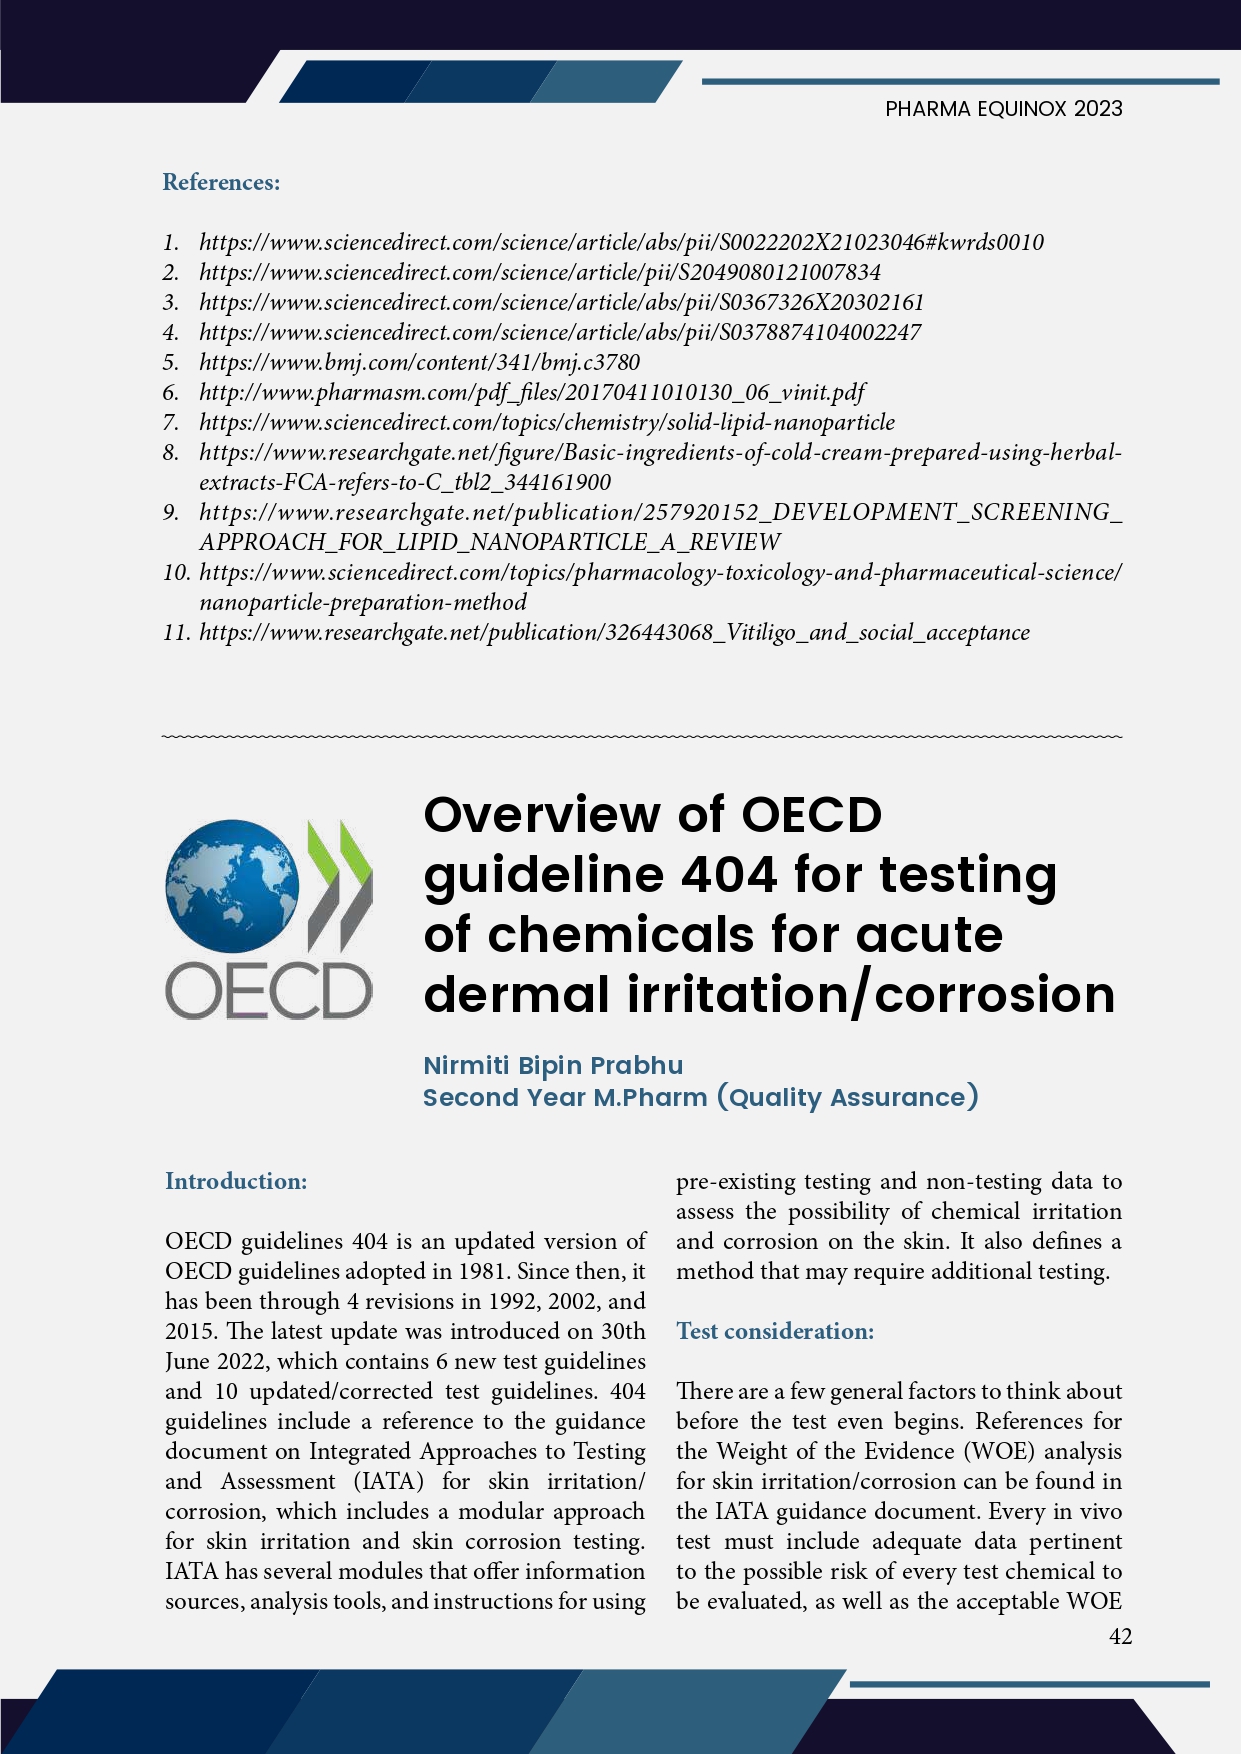 PHARMA EQUINOX 2023
References:
1. https://www.sciencedirect.com/science/article/abs/pii/S0022202X21023046#kwrds0010
2. https://www.sciencedirect.com/science/article/pii/S2049080121007834
3. https://www.sciencedirect.com/science/article/abs/pii/S0367326X20302161
4. https://www.sciencedirect.com/science/article/abs/pii/S0378874104002247
5. https://www.bmj.com/content/341/bmj.c3780
6. http://www.pharmasm.com/pdf_files/20170411010130_06_vinit.pdf
7. https://www.sciencedirect.com/topics/chemistry/solid-lipid-nanoparticle
8. https://www.researchgate.net/figure/Basic-ingredients-of-cold-cream-prepared-using-herbal-
extracts-FCA-refers-to-C_tbl2_344161900
9. https://www.researchgate.net/publication/257920152_DEVELOPMENT_SCREENING_
APPROACH_FOR_LIPID_NANOPARTICLE_A_REVIEW
10. https://www.sciencedirect.com/topics/pharmacology-toxicology-and-pharmaceutical-science/
nanoparticle-preparation-method
11. https://www.researchgate.net/publication/326443068_Vitiligo_and_social_acceptance
OECD
Overview of OECD
guideline 404 for testing
of chemicals for acute
dermal irritation/corrosion
Nirmiti Bipin Prabhu
Second Year M.Pharm (Quality Assurance)
Introduction:
OECD guidelines 404 is an updated version of
OECD guidelines adopted in 1981. Since then, it
has been through 4 revisions in 1992, 2002, and
2015. The latest update was introduced on 30th
June 2022, which contains 6 new test guidelines
and 10 updated/corrected test guidelines. 404
guidelines include a reference to the guidance
document on Integrated Approaches to Testing
and Assessment (IATA) for skin irritation/
corrosion, which includes a modular approach
for skin irritation and skin corrosion testing.
IATA has several modules that offer information
sources, analysis tools, and instructions for using
pre-existing testing and non-testing data to
assess the possibility of chemical irritation
and corrosion on the skin. It also defines a
method that may require additional testing.
Test consideration:
There are a few general factors to think about
before the test even begins. References for
the Weight of the Evidence (WOE) analysis
for skin irritation/corrosion can be found in
the IATA guidance document. Every in vivo
test must include adequate data pertinent
to the possible risk of every test chemical to
be evaluated, as well as the acceptable WOE
42